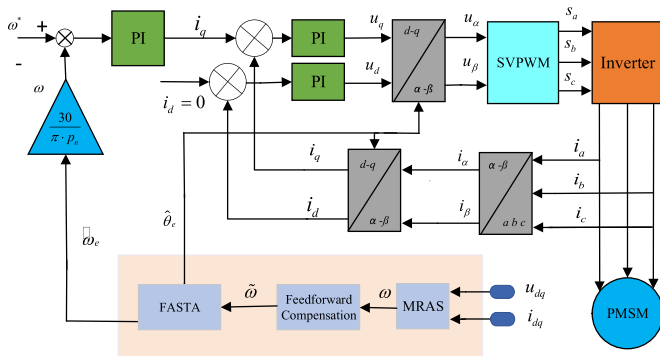 ω* + PI i_q PI u_q d-q u_α SVPWM s_a Inverter
- s_b
ω i_d = 0 PI u_d α-β u_β s_c
30
π · p_n
i_q d-q i_α α-β i_a
i_b
i_d α-β i_β a b c i_c
θ̂_e
ω_e
FASTA ω̃ Feedforward
Compensation ω MRAS u_dq
i_dq
PMSM